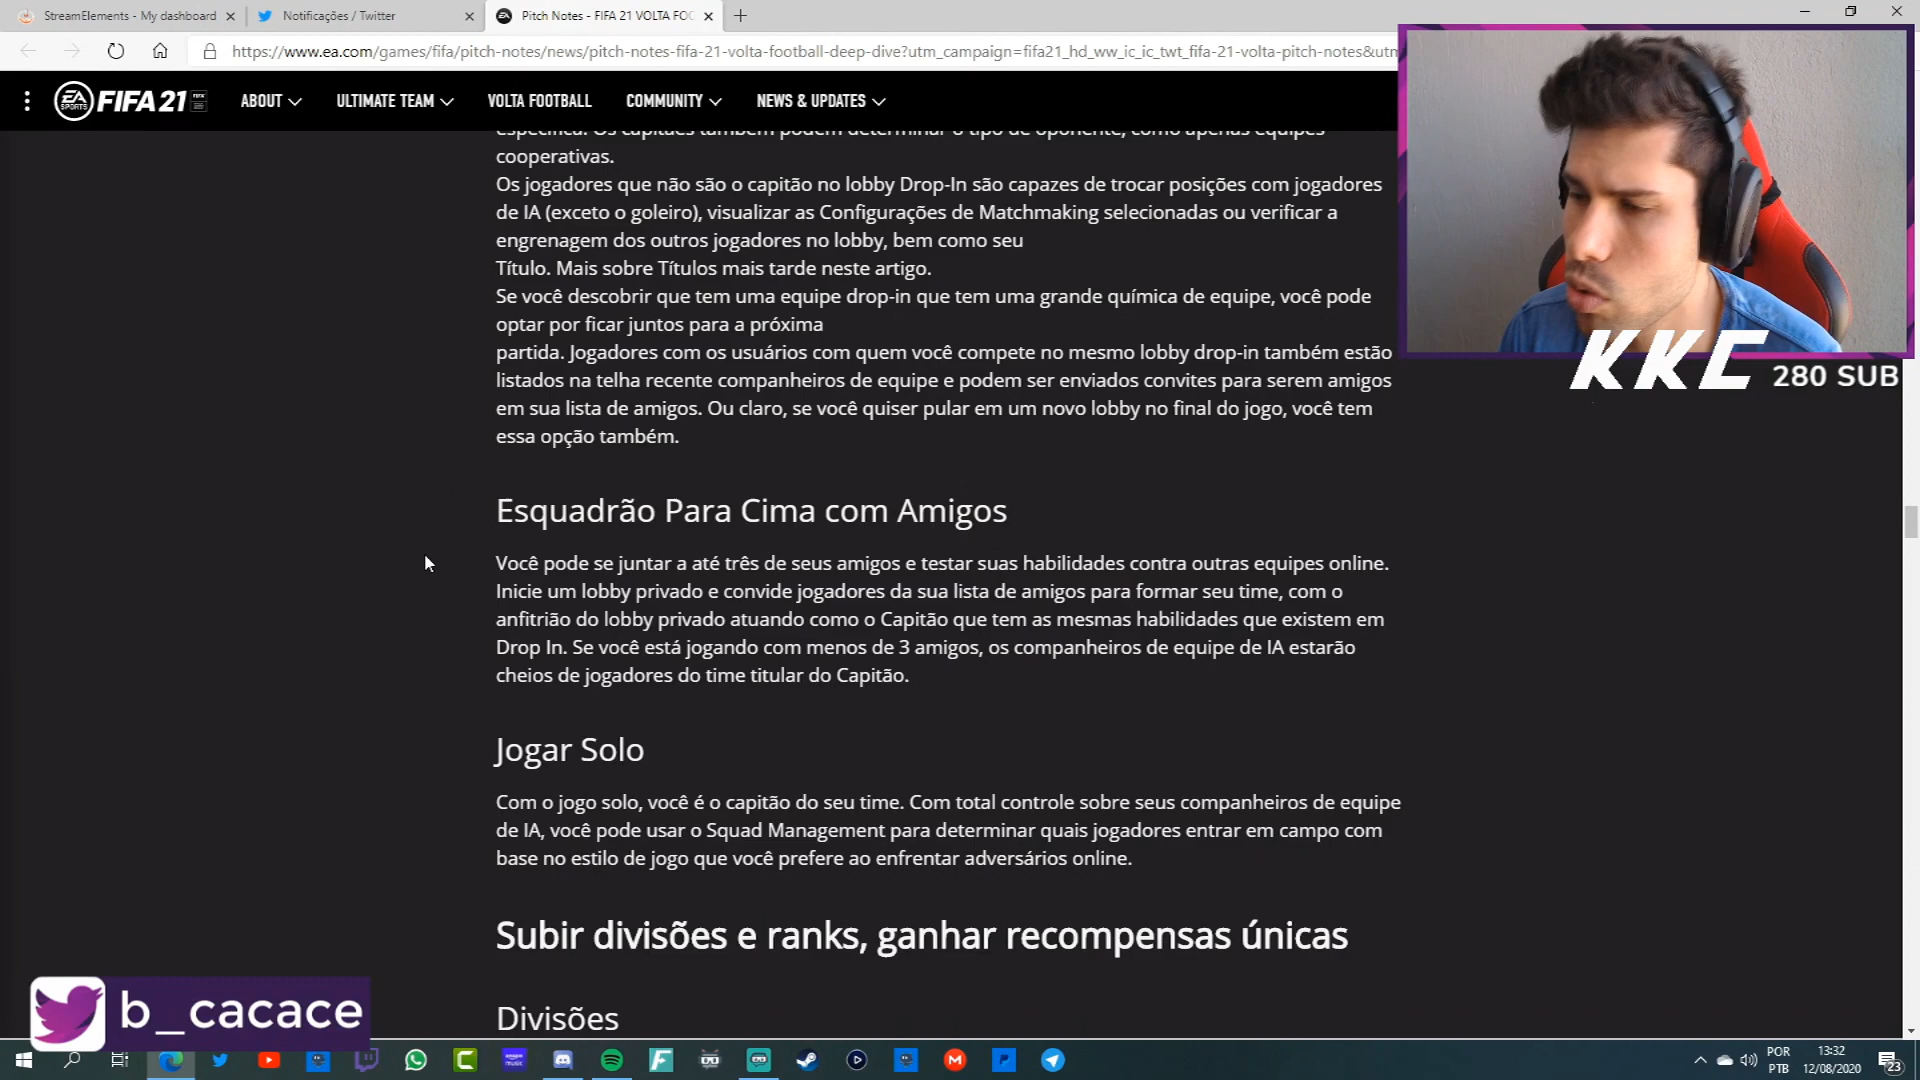 StreamElements - My dashboard
Notificações / Twitter
Pitch Notes - FIFA 21 VOLTA FOO
https://www.ea.com/games/fifa/pitch-notes/news/pitch-notes-fifa-21-volta-football-deep-dive?utm_campaign=fifa21_hd_ww_ic_ic_twt_fifa-21-volta-pitch-notes&utm
EA SPORTS FIFA 21
ABOUT
ULTIMATE TEAM
VOLTA FOOTBALL
COMMUNITY
NEWS & UPDATES
específica. Os capitães também podem determinar o tipo de oponente, como apenas equipes
cooperativas.
Os jogadores que não são o capitão no lobby Drop-In são capazes de trocar posições com jogadores
de IA (exceto o goleiro), visualizar as Configurações de Matchmaking selecionadas ou verificar a
engrenagem dos outros jogadores no lobby, bem como seu
Título. Mais sobre Títulos mais tarde neste artigo.
Se você descobrir que tem uma equipe drop-in que tem uma grande química de equipe, você pode
optar por ficar juntos para a próxima
partida. Jogadores com os usuários com quem você compete no mesmo lobby drop-in também estão
listados na telha recente companheiros de equipe e podem ser enviados convites para serem amigos
em sua lista de amigos. Ou claro, se você quiser pular em um novo lobby no final do jogo, você tem
essa opção também.
Esquadrão Para Cima com Amigos
Você pode se juntar a até três de seus amigos e testar suas habilidades contra outras equipes online.
Inicie um lobby privado e convide jogadores da sua lista de amigos para formar seu time, com o
anfitrião do lobby privado atuando como o Capitão que tem as mesmas habilidades que existem em
Drop In. Se você está jogando com menos de 3 amigos, os companheiros de equipe de IA estarão
cheios de jogadores do time titular do Capitão.
Jogar Solo
Com o jogo solo, você é o capitão do seu time. Com total controle sobre seus companheiros de equipe
de IA, você pode usar o Squad Management para determinar quais jogadores entrar em campo com
base no estilo de jogo que você prefere ao enfrentar adversários online.
Subir divisões e ranks, ganhar recompensas únicas
Divisões
KKC 280 SUB
b_cacace
POR
PTB
13:32
12/08/2020
23